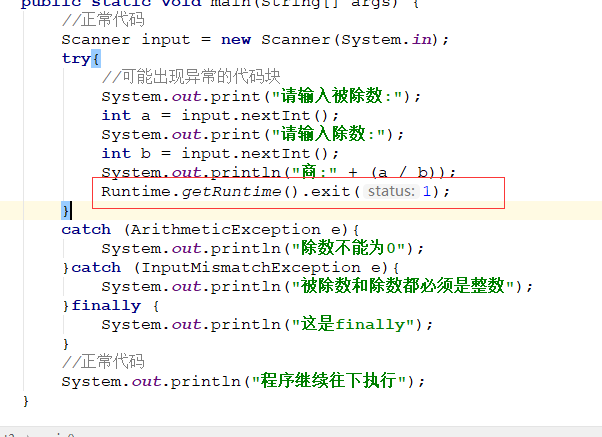 public static void main(String[] args) {
//正常代码
Scanner input = new Scanner(System.in);
try{
//可能出现异常的代码块
System.out.print("请输入被除数:");
int a = input.nextInt();
System.out.print("请输入除数:");
int b = input.nextInt();
System.out.println("商:" + (a / b));
Runtime.getRuntime().exit( status: 1);
}
catch (ArithmeticException e){
System.out.println("除数不能为0");
}catch (InputMismatchException e){
System.out.println("被除数和除数都必须是整数");
}finally {
System.out.println("这是finally");
}
//正常代码
System.out.println("程序继续往下执行");
}